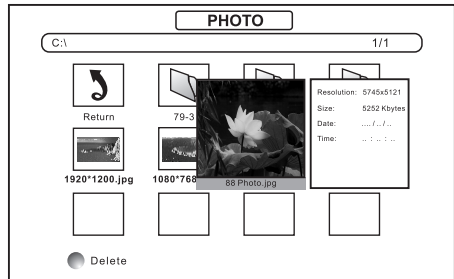 PHOTO
C:\ 1/1
Return
79-3
1920*1200.jpg
1080*768
88 Photo.jpg
Resolution: 5745x5121
Size: 5252 Kbytes
Date: .... / .. / ..
Time: .. : .. : ..
Delete